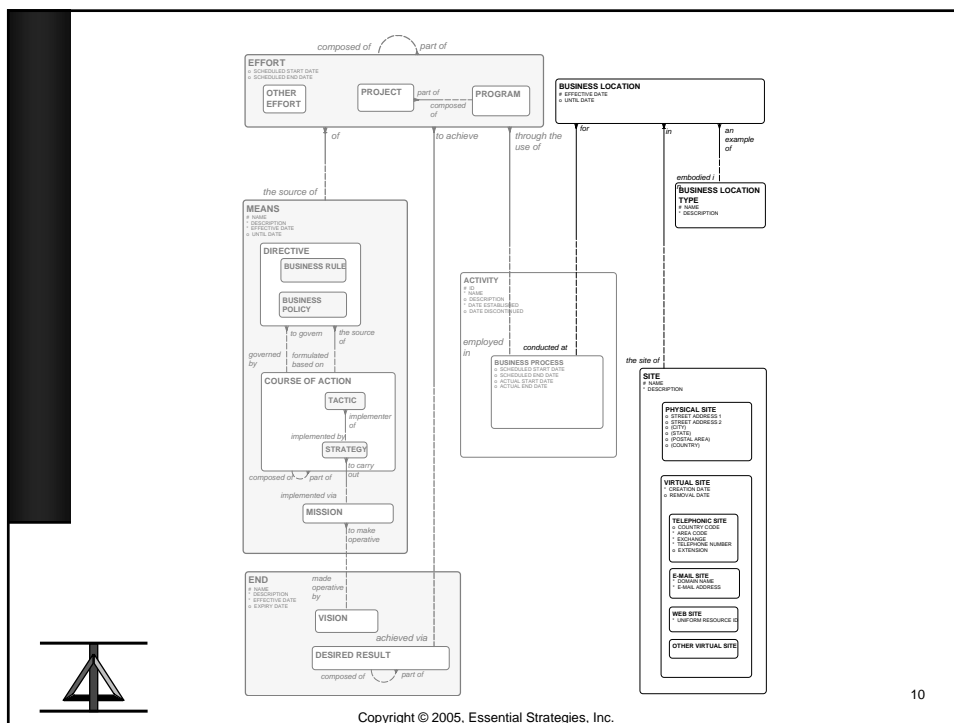 composed of
part of
EFFORT
o SCHEDULED START DATE
o SCHEDULED END DATE
OTHER
EFFORT
PROJECT
part of
composed
of
PROGRAM
BUSINESS LOCATION
# EFFECTIVE DATE
o UNTIL DATE
of
to achieve
through the
use of
for
in
an
example
of
embodied i
n
BUSINESS LOCATION
TYPE
# NAME
* DESCRIPTION
the source of
MEANS
# NAME
* DESCRIPTION
* EFFECTIVE DATE
o UNTIL DATE
DIRECTIVE
BUSINESS RULE
BUSINESS
POLICY
to govern
the source
of
governed
by
formulated
based on
COURSE OF ACTION
TACTIC
implementer
of
implemented by
STRATEGY
to carry
out
composed of
part of
implemented via
MISSION
to make
operative
ACTIVITY
# ID
* NAME
o DESCRIPTION
* DATE ESTABLISHED
o DATE DISCONTINUED
employed
in
conducted at
BUSINESS PROCESS
o SCHEDULED START DATE
o SCHEDULED END DATE
o ACTUAL START DATE
o ACTUAL END DATE
the site of
SITE
# NAME
* DESCRIPTION
PHYSICAL SITE
o STREET ADDRESS 1
o STREET ADDRESS 2
o (CITY)
o (STATE)
o (POSTAL AREA)
o (COUNTRY)
VIRTUAL SITE
* CREATION DATE
o REMOVAL DATE
TELEPHONIC SITE
o COUNTRY CODE
* AREA CODE
* EXCHANGE
* TELEPHONE NUMBER
o EXTENSION
E-MAIL SITE
* DOMAIN NAME
* E-MAIL ADDRESS
WEB SITE
* UNIFORM RESOURCE ID
OTHER VIRTUAL SITE
END
# NAME
* DESCRIPTION
* EFFECTIVE DATE
o EXPIRY DATE
made
operative
by
VISION
achieved via
DESIRED RESULT
composed of
part of
10
Copyright © 2005, Essential Strategies, Inc.